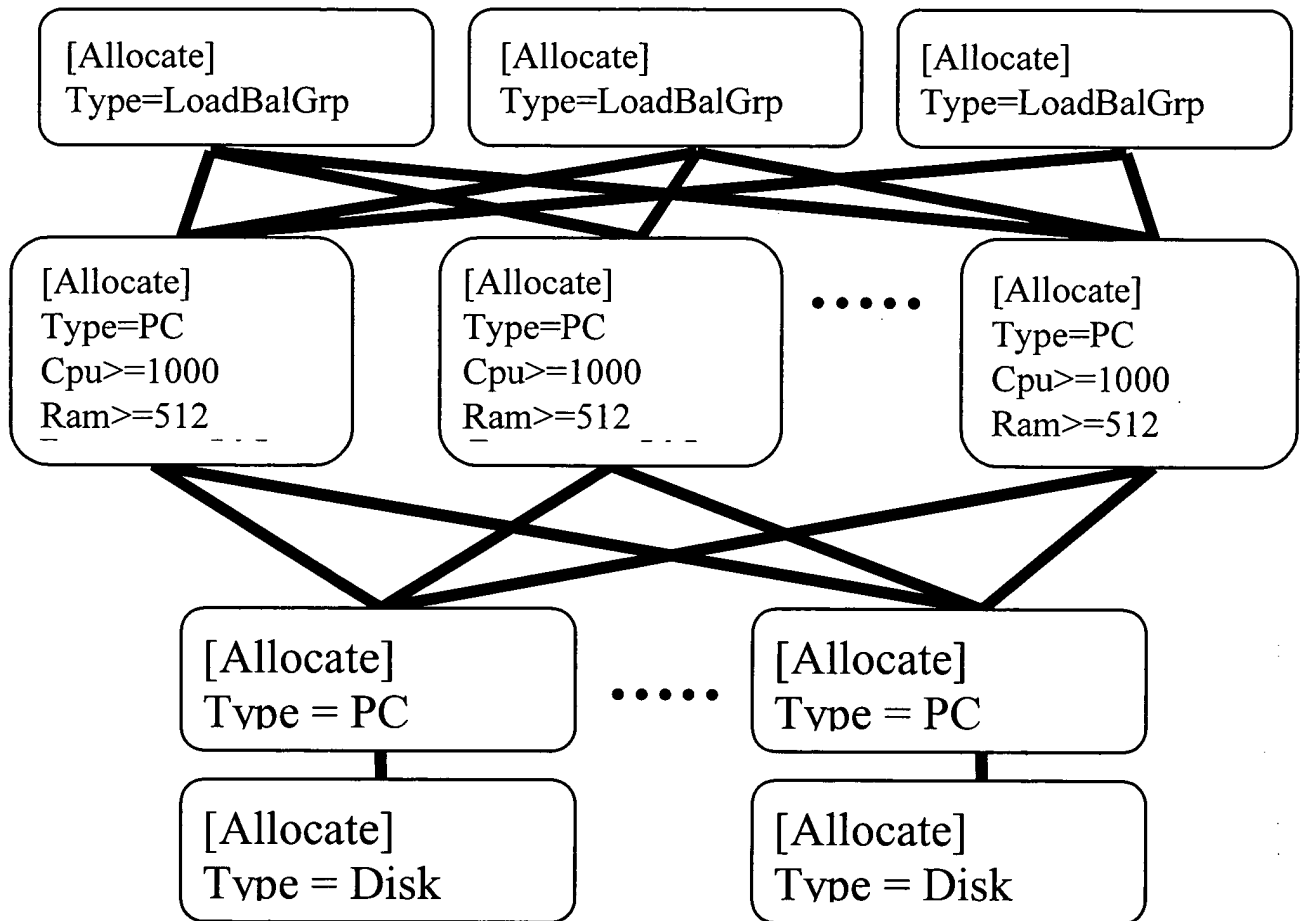 [Allocate]
Type=LoadBalGrp
[Allocate]
Type=LoadBalGrp
[Allocate]
Type=LoadBalGrp
[Allocate]
Type=PC
Cpu>=1000
Ram>=512
[Allocate]
Type=PC
Cpu>=1000
Ram>=512
[Allocate]
Type=PC
Cpu>=1000
Ram>=512
[Allocate]
Type = PC
[Allocate]
Type = PC
[Allocate]
Type = Disk
[Allocate]
Type = Disk